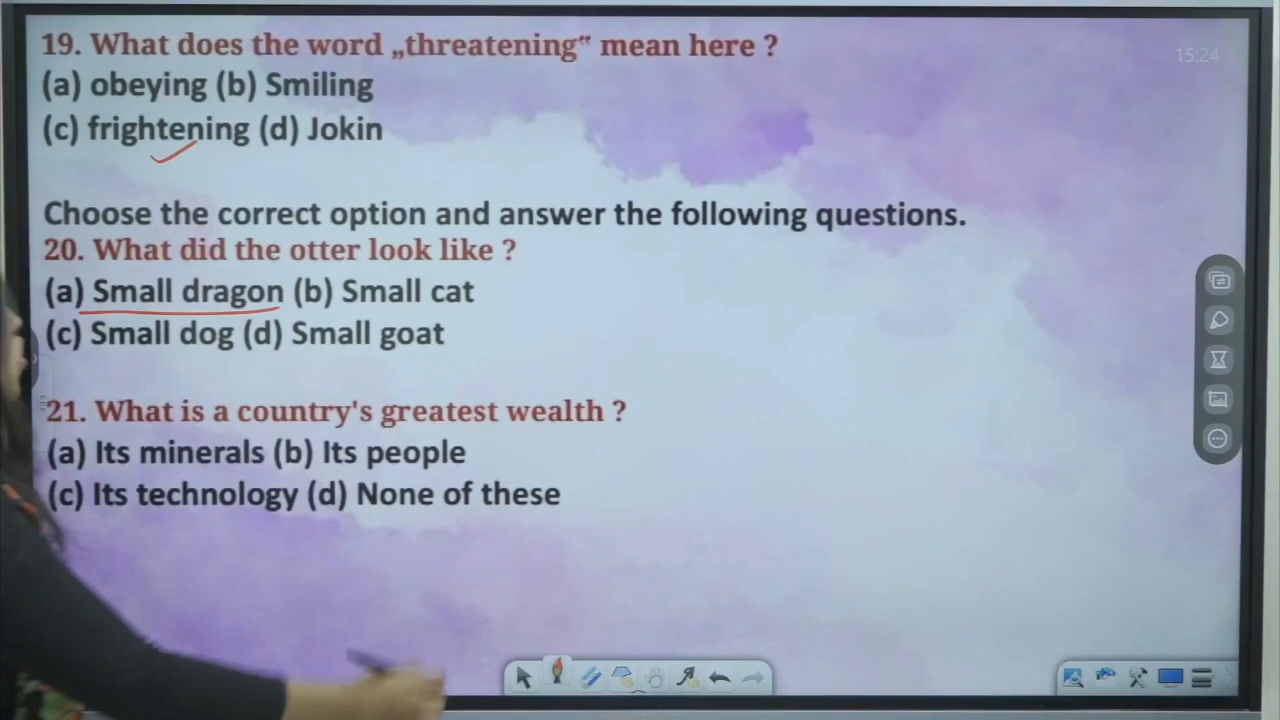 19. What does the word „threatening‟ mean here ?
(a) obeying (b) Smiling
(c) frightening (d) Jokin
Choose the correct option and answer the following questions.
20. What did the otter look like ?
(a) Small dragon (b) Small cat
(c) Small dog (d) Small goat
21. What is a country's greatest wealth ?
(a) Its minerals (b) Its people
(c) Its technology (d) None of these
15:24